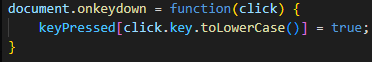 document.onkeydown = function(click) {
    keyPressed[click.key.toLowerCase()] = true;
}